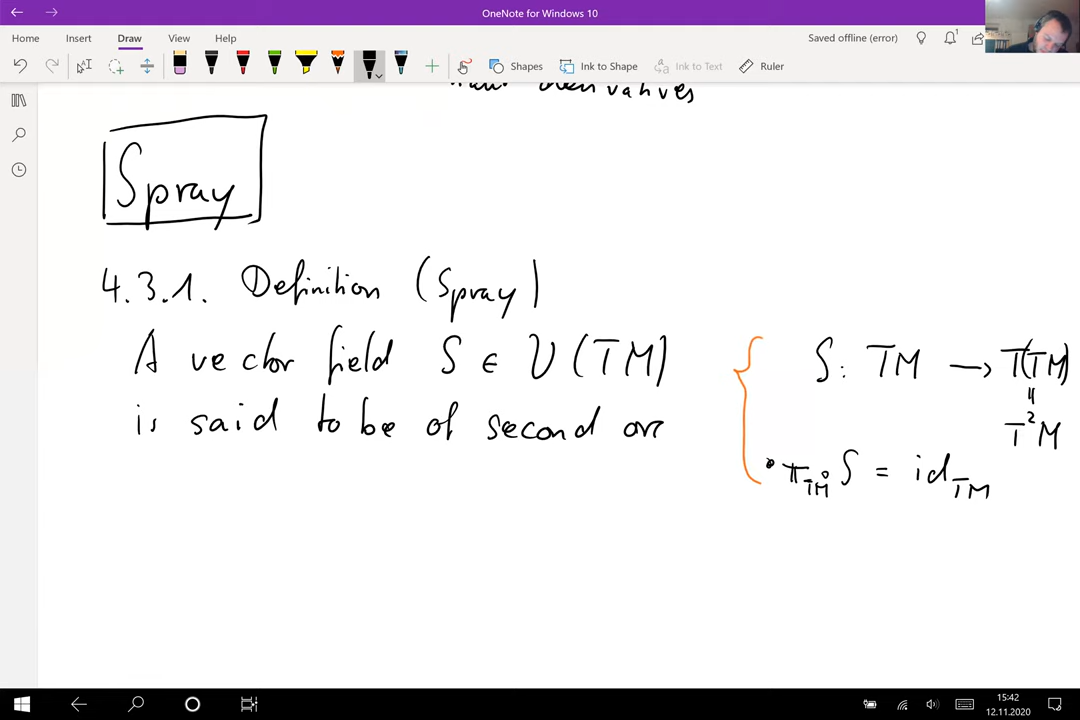 OneNote for Windows 10
Home Insert Draw View Help
Saved offline (error)
Shapes Ink to Shape Ink to Text Ruler
derivatives
Spray
4.3.1. Definition (Spray)
A vector field S ∈ V(TM)
is said to be of second or
S: TM → T(TM)
"
T²M
π_TM ∘ S = id_TM
15:42
12.11.2020